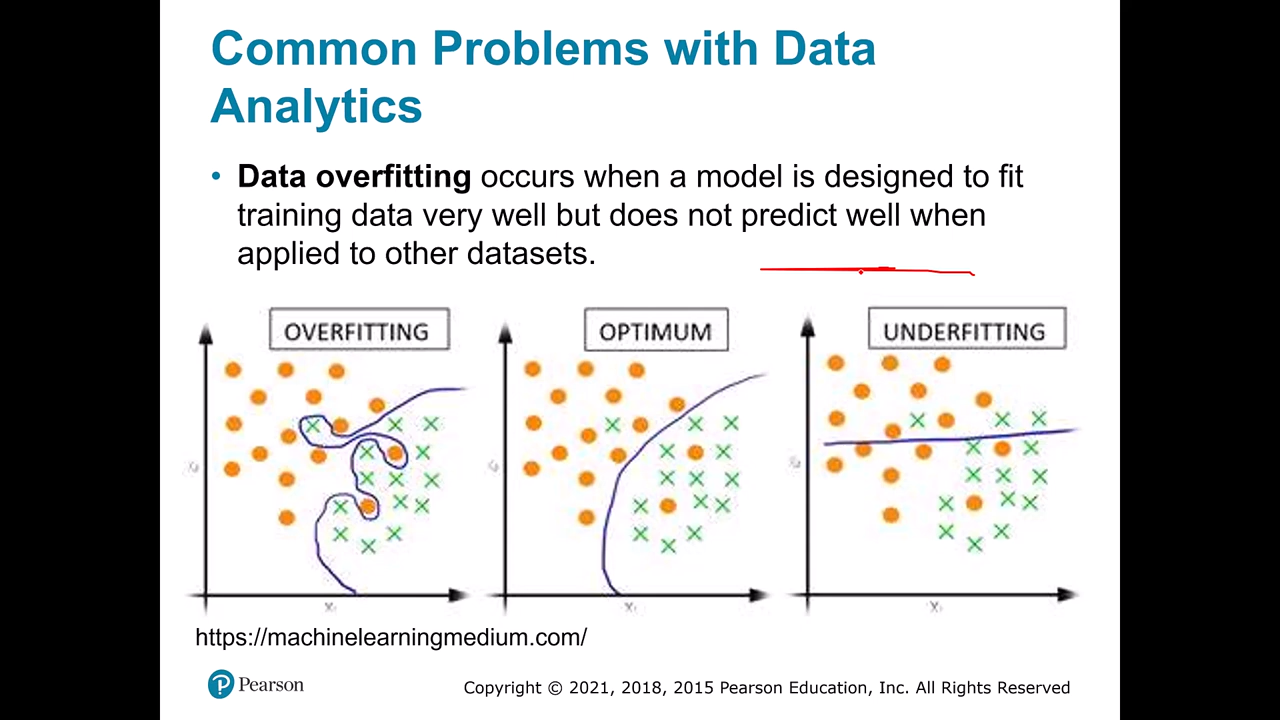 Common Problems with Data
Analytics
• Data overfitting occurs when a model is designed to fit
training data very well but does not predict well when
applied to other datasets.
OVERFITTING
OPTIMUM
UNDERFITTING
https://machinelearningmedium.com/
Pearson
Copyright © 2021, 2018, 2015 Pearson Education, Inc. All Rights Reserved